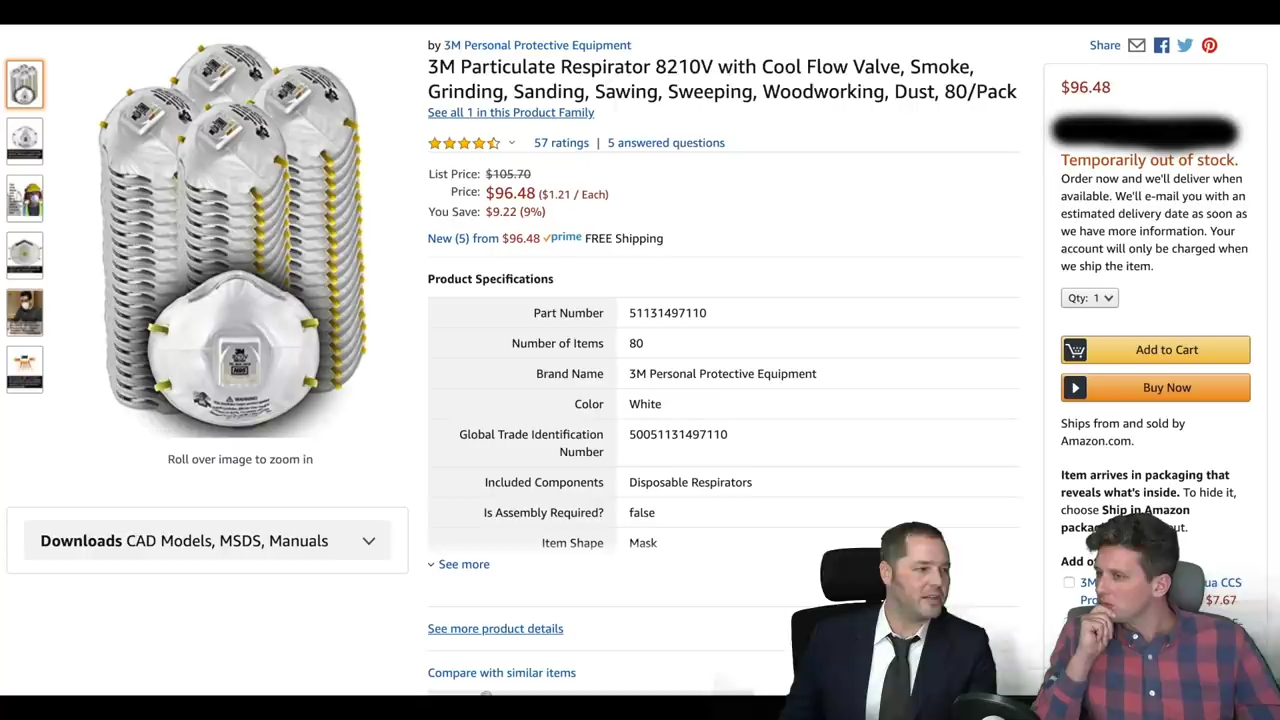 by 3M Personal Protective Equipment
3M Particulate Respirator 8210V with Cool Flow Valve, Smoke,
Grinding, Sanding, Sawing, Sweeping, Woodworking, Dust, 80/Pack
See all 1 in this Product Family
57 ratings | 5 answered questions
List Price: $105.70
Price: $96.48 ($1.21 / Each)
You Save: $9.22 (9%)
New (5) from $96.48 prime FREE Shipping
Product Specifications
Part Number 51131497110
Number of Items 80
Brand Name 3M Personal Protective Equipment
Color White
Global Trade Identification
Number
50051131497110
Included Components Disposable Respirators
Is Assembly Required? false
Item Shape Mask
See more
See more product details
Compare with similar items
Roll over image to zoom in
Downloads CAD Models, MSDS, Manuals
Share
$96.48
Temporarily out of stock.
Order now and we'll deliver when
available. We'll e-mail you with an
estimated delivery date as soon as
we have more information. Your
account will only be charged when
we ship the item.
Qty: 1
Add to Cart
Buy Now
Ships from and sold by
Amazon.com.
Item arrives in packaging that
reveals what's inside. To hide it,
choose Ship in Amazon
Add
3M
CCS
$7.67